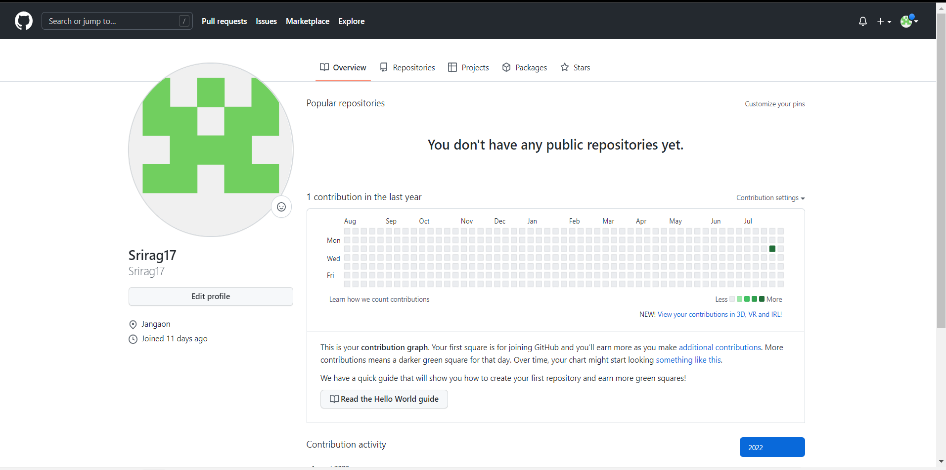 Search or jump to... /
Pull requests Issues Marketplace Explore
Overview Repositories Projects Packages Stars
Popular repositories
Customize your pins
You don't have any public repositories yet.
1 contribution in the last year
Contribution settings
Aug Sep Oct Nov Dec Jan Feb Mar Apr May Jun Jul
Mon
Wed
Fri
Learn how we count contributions
Less More
NEW: View your contributions in 3D, VR and IRL!
Srirag17
Srirag17
Edit profile
Jangaon
Joined 11 days ago
This is your contribution graph. Your first square is for joining GitHub and you'll earn more as you make additional contributions. More
contributions means a darker green square for that day. Over time, your chart might start looking something like this.
We have a quick guide that will show you how to create your first repository and earn more green squares!
Read the Hello World guide
Contribution activity
2022